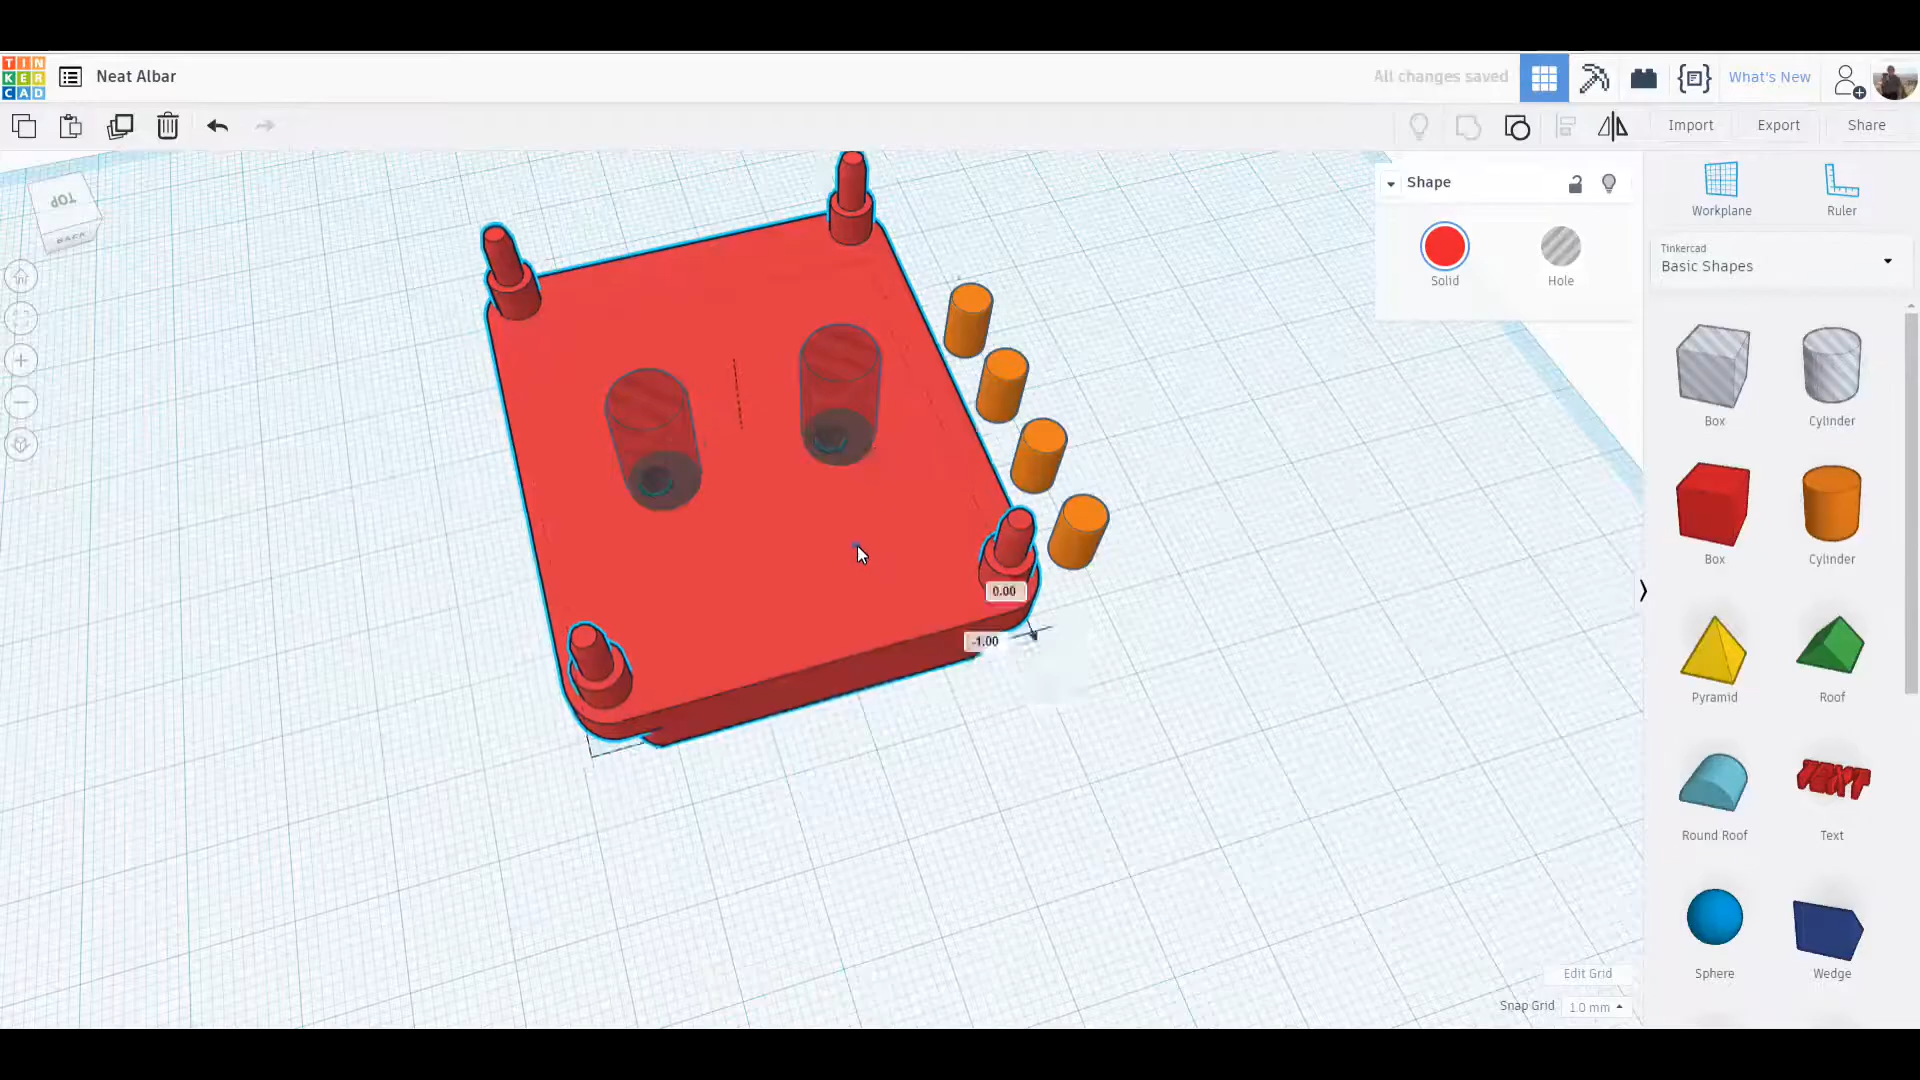 TIN
KER
CAD
Neat Albar
All changes saved
What's New
Import
Export
Share
TOP
BACK
Shape
Solid
Hole
Workplane
Ruler
Tinkercad
Basic Shapes
Box
Cylinder
Box
Cylinder
Pyramid
Roof
Round Roof
TEXT
Text
Sphere
Wedge
0.00
-1.00
Edit Grid
Snap Grid
1.0 mm